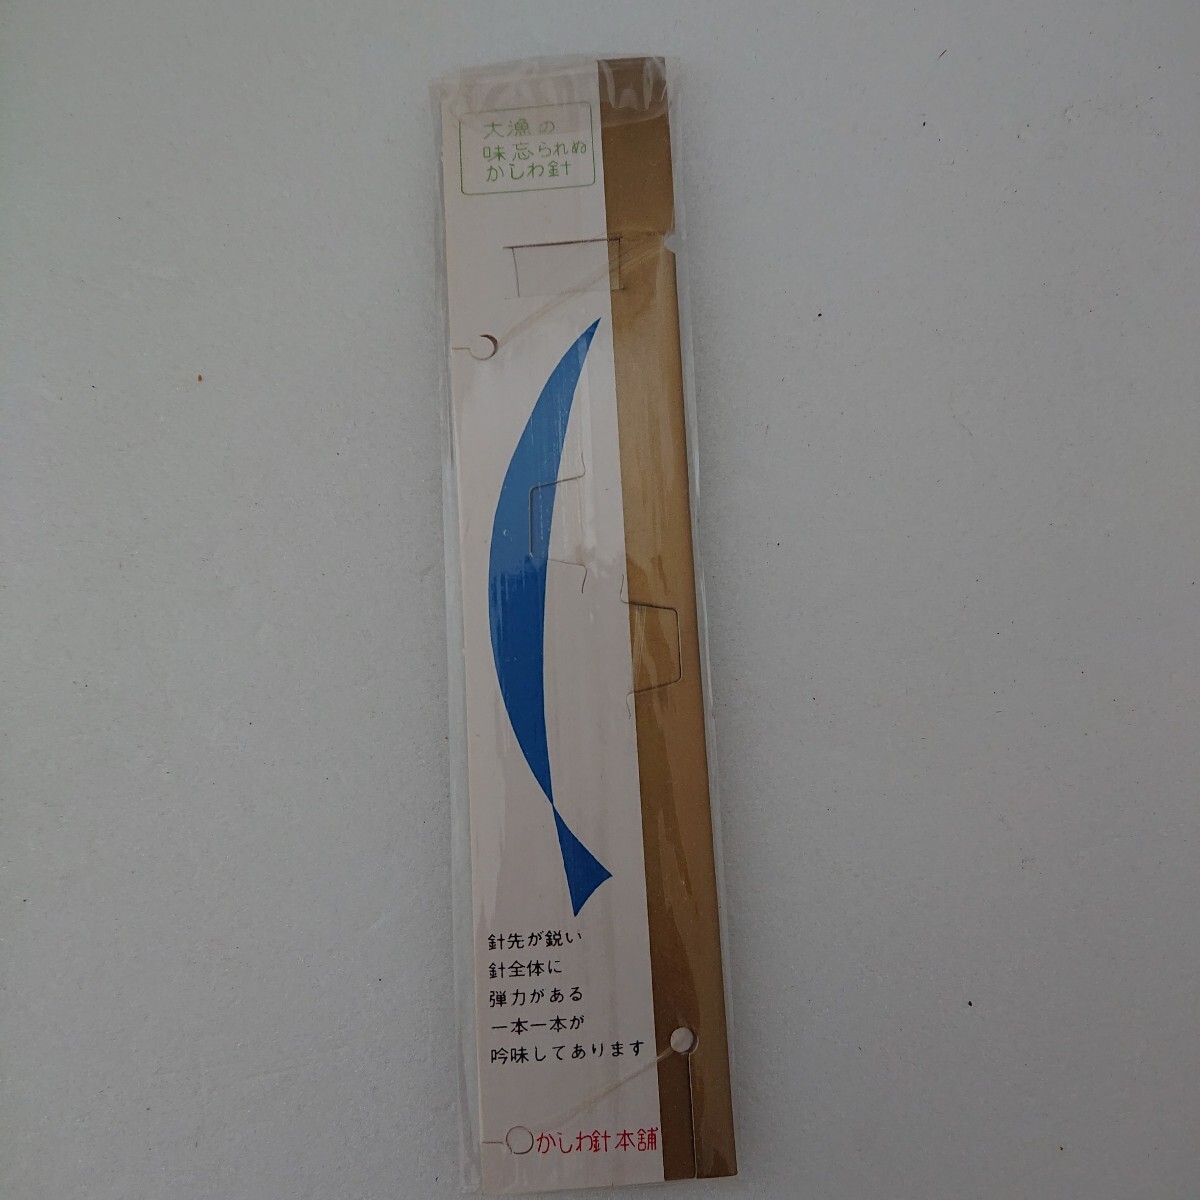 大漁の
味忘られぬ
かしわ針
針先が鋭い
針全体に
弾力がある
一本一本が
吟味してあります
かしわ針本舗